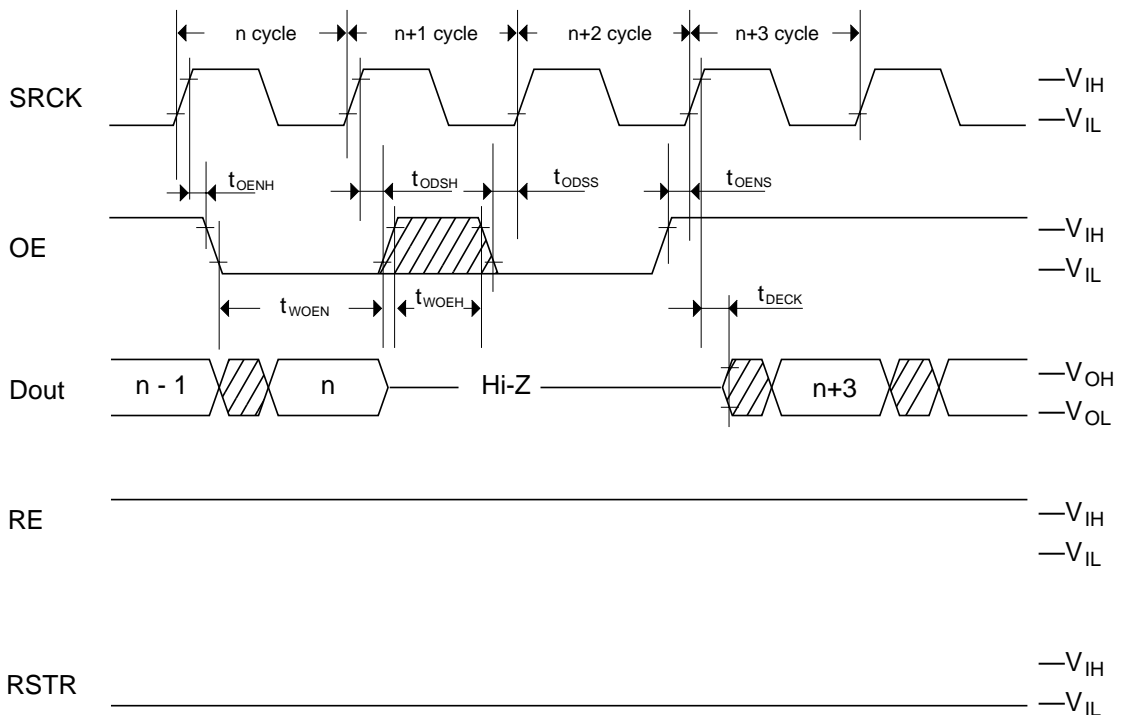 n cycle n+1 cycle n+2 cycle n+3 cycle
SRCK
VIH
VIL
tOENH tODSH tODSS tOENS
OE
VIH
VIL
tWOEN tWOEH tDECK
Dout n - 1 n Hi-Z n+3
VOH
VOL
RE
VIH
VIL
RSTR
VIH
VIL